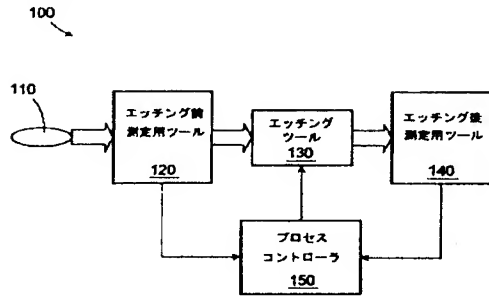 100
110
エッチング前
測定用ツール
120
エッチング
ツール
130
エッチング後
測定用ツール
140
プロセス
コントローラ
150